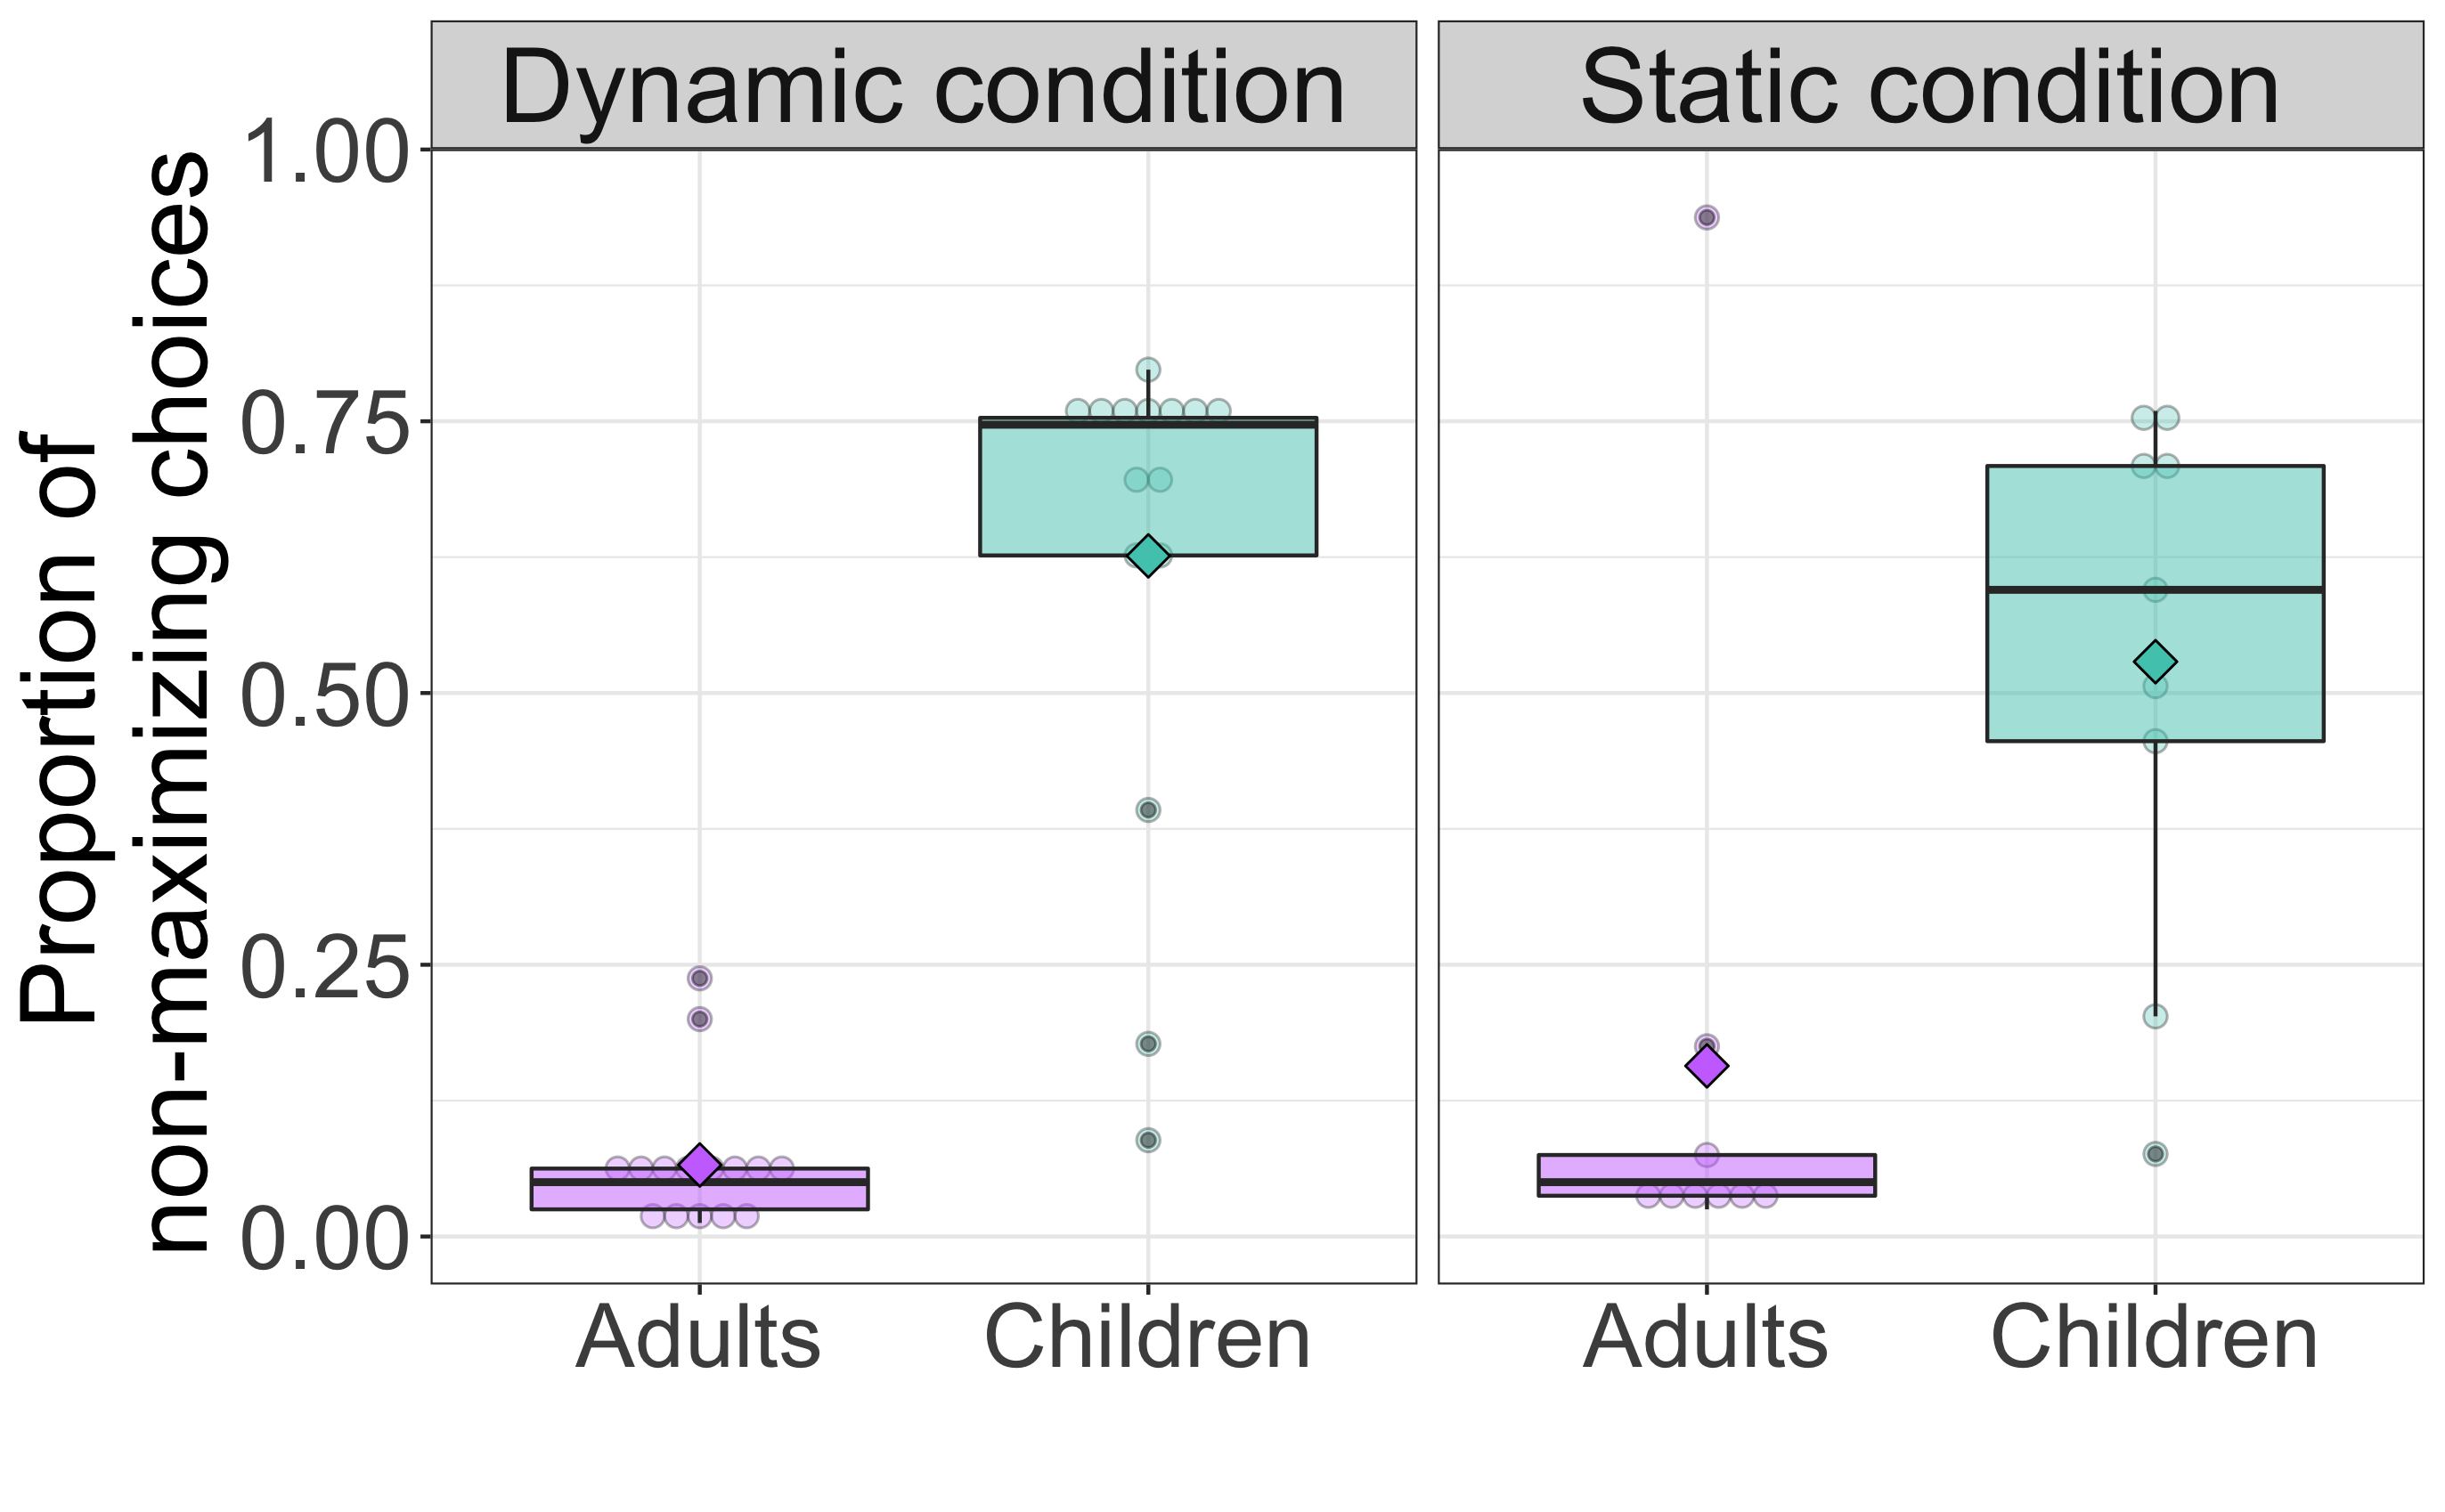 Dynamic condition
Static condition
Proportion of
non-maximizing choices
1.00
0.75
0.50
0.25
0.00
Adults
Children
Adults
Children